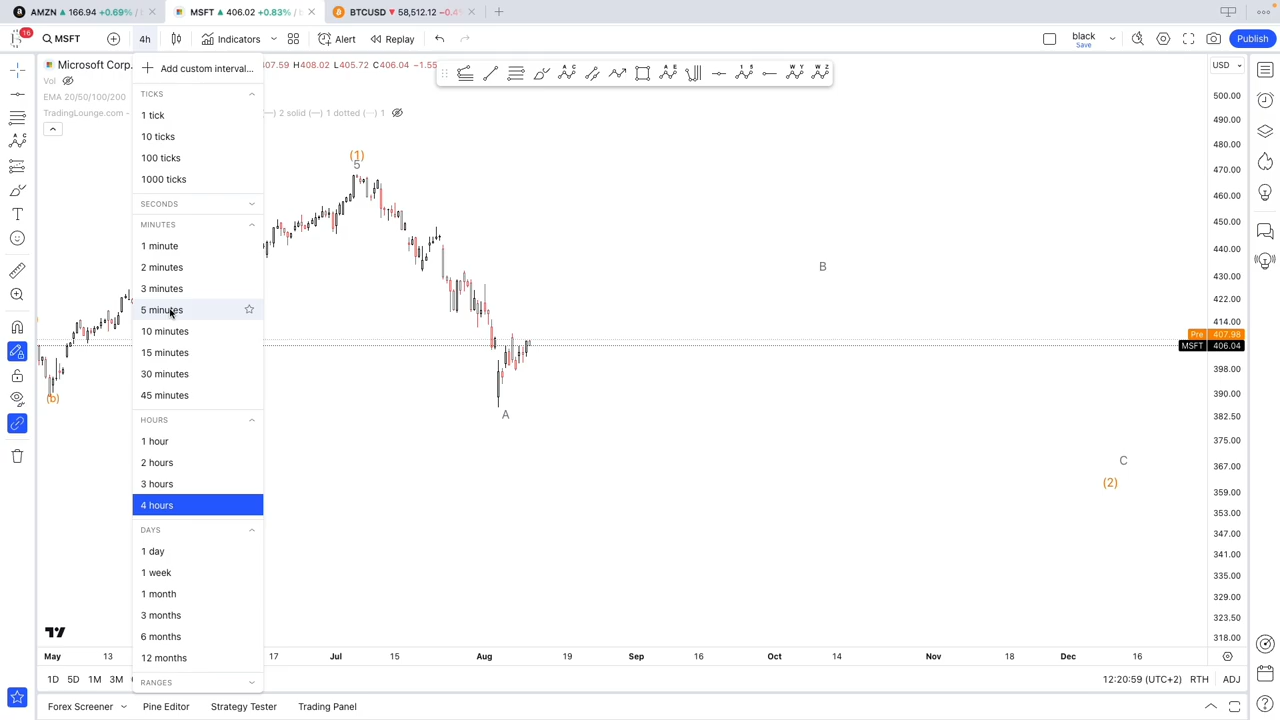 AMZN ▲ 166.94 +0.69% /
MSFT ▲ 406.02 +0.83% /
BTCUSD ▼ 58,512.12 −0.4
16
MSFT
4h
Indicators
Alert
Replay
black
Save
Publish
Microsoft Corp.
07.59 H408.02 L405.72 C406.04 −1.55
USD
Vol
EMA 20/50/100/200
TradingLounge.com -
(—) 2 solid (—) 1 dotted (···) 1
Add custom interval...
TICKS
1 tick
10 ticks
100 ticks
1000 ticks
SECONDS
MINUTES
1 minute
2 minutes
3 minutes
5 minutes
10 minutes
15 minutes
30 minutes
45 minutes
HOURS
1 hour
2 hours
3 hours
4 hours
DAYS
1 day
1 week
1 month
3 months
6 months
12 months
RANGES
(1)
5
B
A
C
(2)
(b)
500.00
490.00
480.00
470.00
460.00
450.00
440.00
430.00
422.00
414.00
Pre 407.98
MSFT 406.04
398.00
390.00
382.50
375.00
367.00
359.00
353.00
347.00
341.00
335.00
329.00
323.00
318.00
May 13 17 Jul 15 Aug 19 Sep 16 Oct 14 Nov 18 Dec 16
1D 5D 1M 3M
12:20:59 (UTC+2) RTH ADJ
Forex Screener Pine Editor Strategy Tester Trading Panel